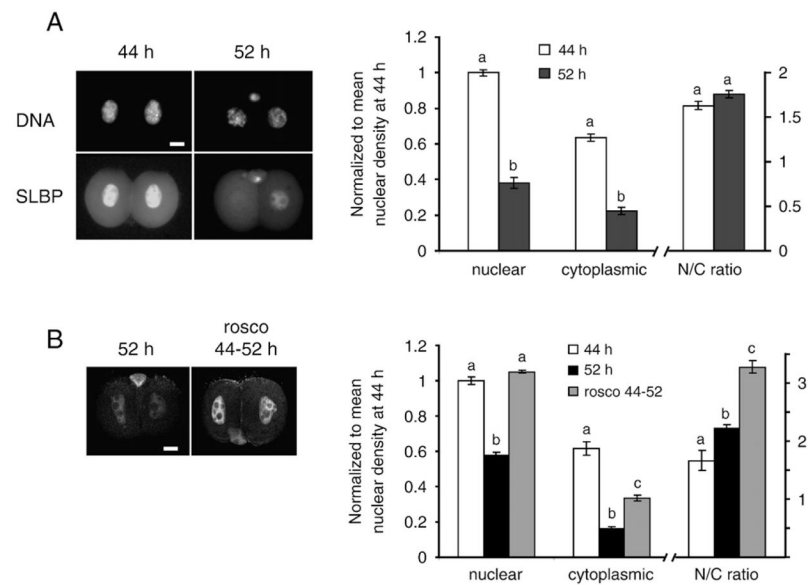 A
44 h 52 h
DNA
SLBP
Normalized to mean
nuclear density at 44 h
1.2
1
0.8
0.6
0.4
0.2
0
44 h
52 h
a
b
a
b
a
a
2
1.5
1
0.5
0
nuclear cytoplasmic N/C ratio
B
rosco
52 h 44-52 h
Normalized to mean
nuclear density at 44 h
1.2
1
0.8
0.6
0.4
0.2
0
44 h
52 h
rosco 44-52
a
b
a
a
b
c
a
b
c
3
2
1
nuclear cytoplasmic N/C ratio